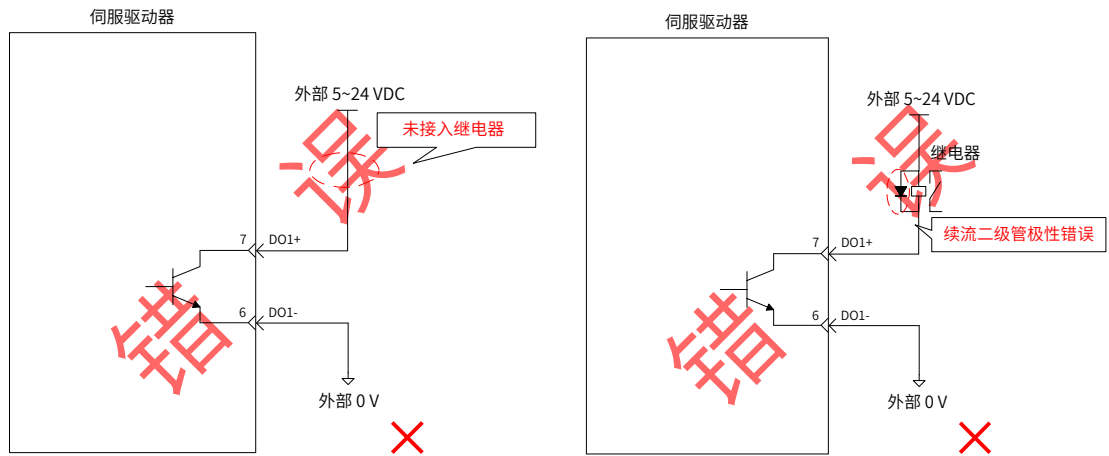 伺服驱动器
外部 5~24 VDC
未接入继电器
误
7
DO1+
错
6
DO1-
外部 0 V
伺服驱动器
外部 5~24 VDC
误
继电器
续流二级管极性错误
7
DO1+
错
6
DO1-
外部 0 V